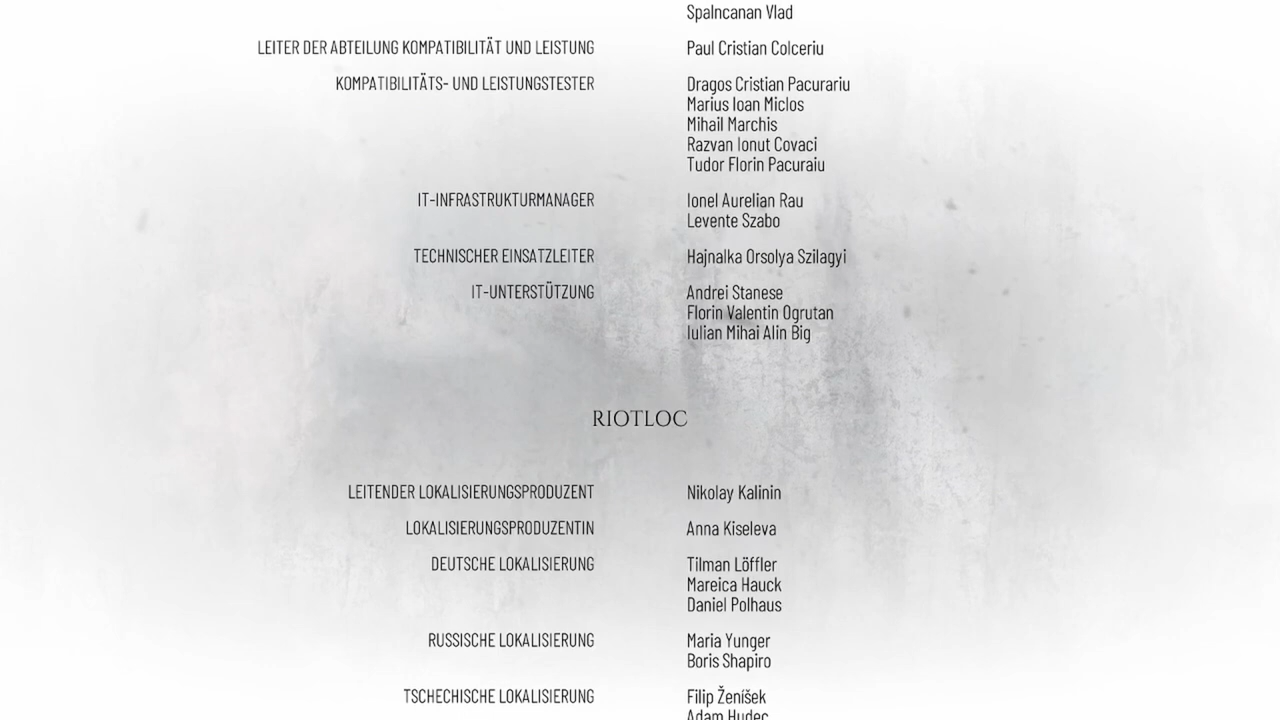 Spalncanan Vlad
LEITER DER ABTEILUNG KOMPATIBILITÄT UND LEISTUNG Paul Cristian Colceriu
KOMPATIBILITÄTS- UND LEISTUNGSTESTER Dragos Cristian Pacurariu
Marius Ioan Miclos
Mihail Marchis
Razvan Ionut Covaci
Tudor Florin Pacuraiu
IT-INFRASTRUKTURMANAGER Ionel Aurelian Rau
Levente Szabo
TECHNISCHER EINSATZLEITER Hajnalka Orsolya Szilagyi
IT-UNTERSTÜTZUNG Andrei Stanese
Florin Valentin Ogrutan
Iulian Mihai Alin Big
RIOTLOC
LEITENDER LOKALISIERUNGSPRODUZENT Nikolay Kalinin
LOKALISIERUNGSPRODUZENTIN Anna Kiseleva
DEUTSCHE LOKALISIERUNG Tilman Löffler
Mareica Hauck
Daniel Polhaus
RUSSISCHE LOKALISIERUNG Maria Yunger
Boris Shapiro
TSCHECHISCHE LOKALISIERUNG Filip Ženíšek
Adam Hudec